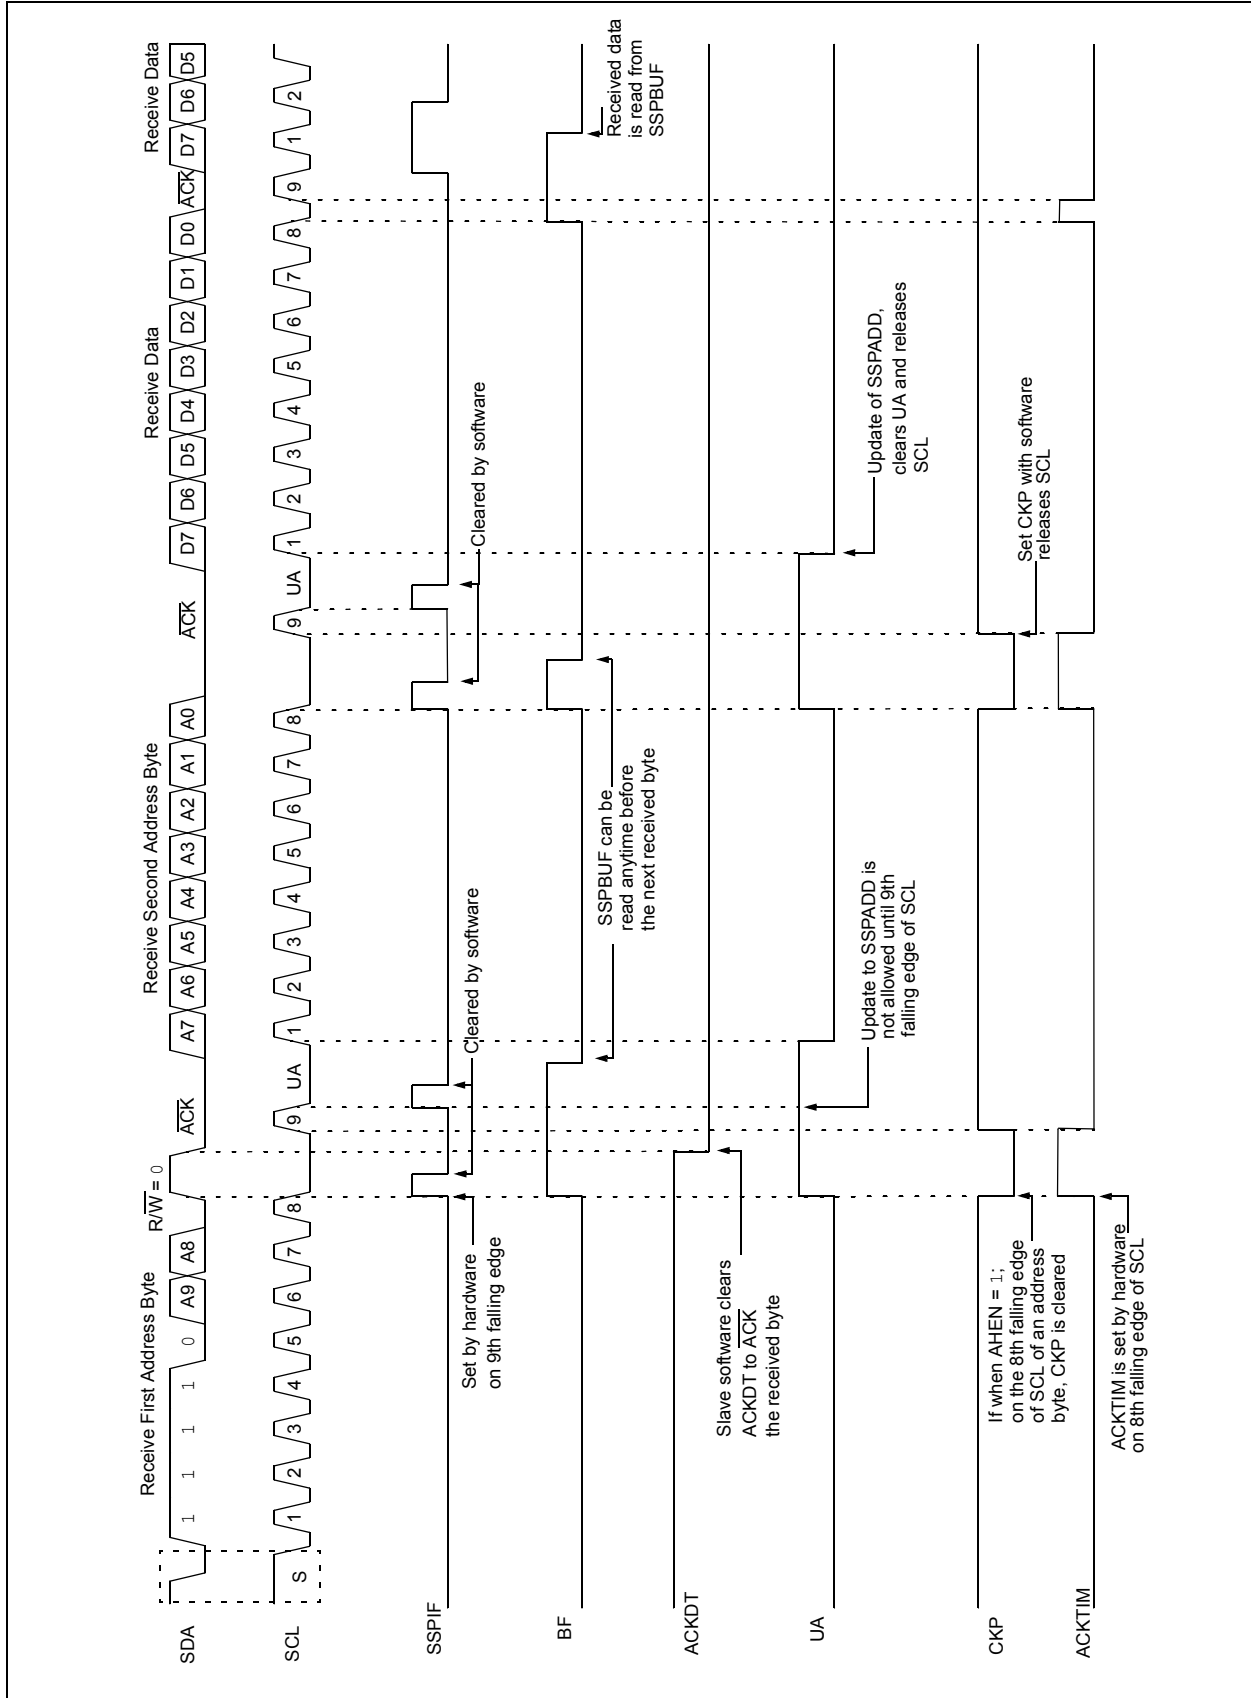 Receive First Address Byte
R/W = 0
Receive Second Address Byte
Receive Data
Receive Data
SDA
1 1 1 1 0 A9 A8
ACK
A7 A6 A5 A4 A3 A2 A1 A0
ACK
D7 D6 D5 D4 D3 D2 D1 D0
ACK
D7 D6 D5
SCL
S 1 2 3 4 5 6 7 8 9 UA 1 2 3 4 5 6 7 8 9 UA 1 2 3 4 5 6 7 8 9 1 2
SSPIF
Set by hardware
on 9th falling edge
Cleared by software
Cleared by software
BF
SSPBUF can be
read anytime before
the next received byte
Received data
is read from
SSPBUF
ACKDT
Slave software clears
ACKDT to ACK
the received byte
UA
Update to SSPADD is
not allowed until 9th
falling edge of SCL
Update of SSPADD,
clears UA and releases
SCL
CKP
If when AHEN = 1;
on the 8th falling edge
of SCL of an address
byte, CKP is cleared
Set CKP with software
releases SCL
ACKTIM
ACKTIM is set by hardware
on 8th falling edge of SCL